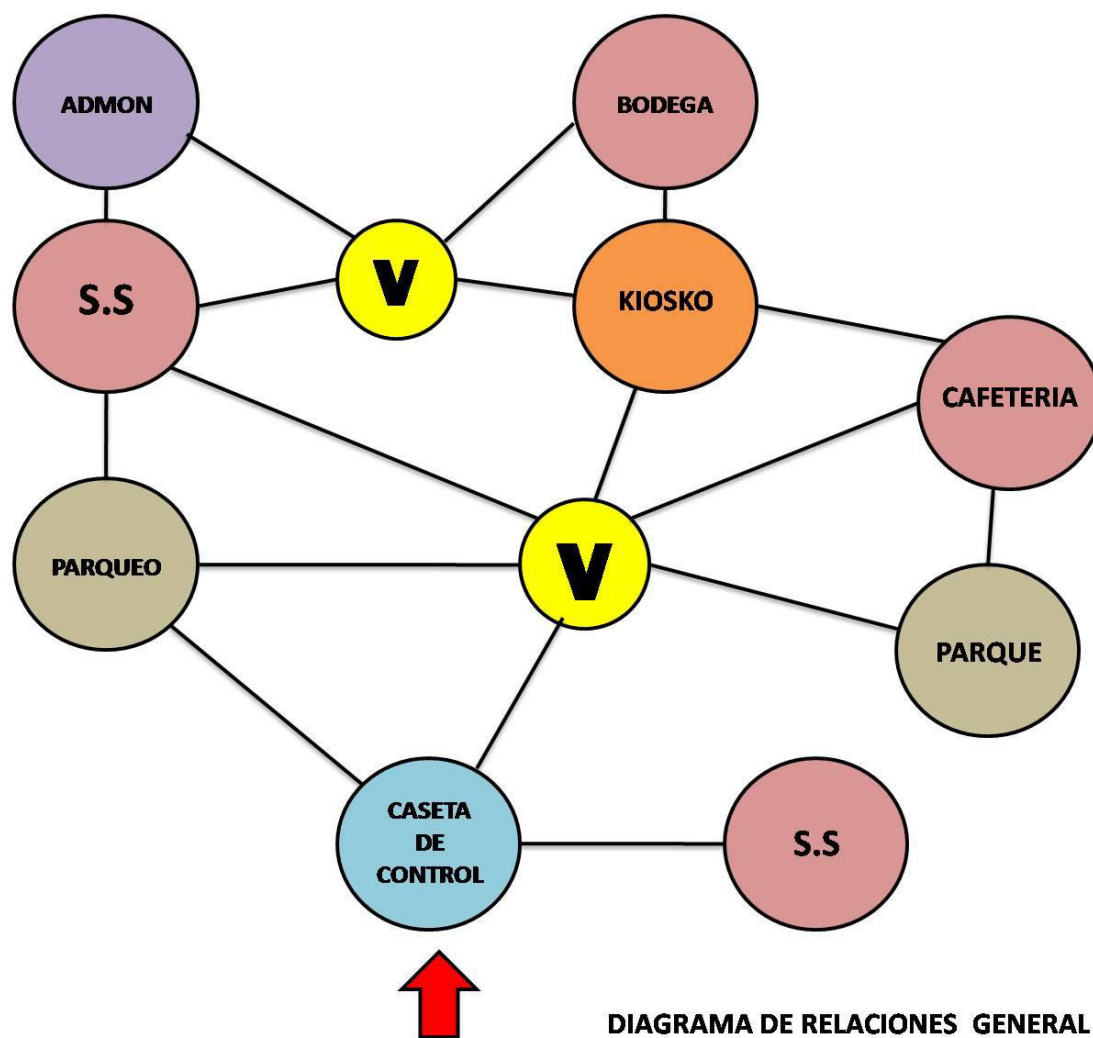 ADMON
BODEGA
S.S
V
KIOSKO
CAFETERIA
PARQUEO
V
PARQUE
CASETA
DE
CONTROL
S.S
DIAGRAMA DE RELACIONES GENERAL